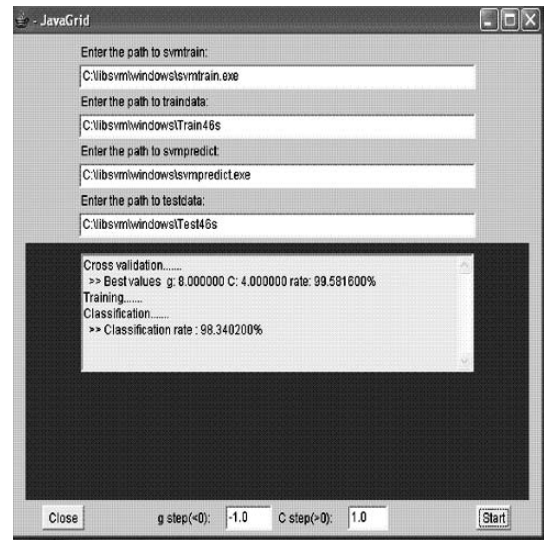 - JavaGrid
Enter the path to svmtrain:
C:\libsvm\windows\svmtrain.exe
Enter the path to traindata:
C:\libsvm\windows\Train46s
Enter the path to svmpredict:
C:\libsvm\windows\svmpredict.exe
Enter the path to testdata:
C:\libsvm\windows\Test46s
Cross validation.......
>> Best values g: 8.000000 C: 4.000000 rate: 99.581600%
Training.......
Classification.......
>> Classification rate : 98.340200%
Close g step(<0): -1.0 C step(>0): 1.0 Start